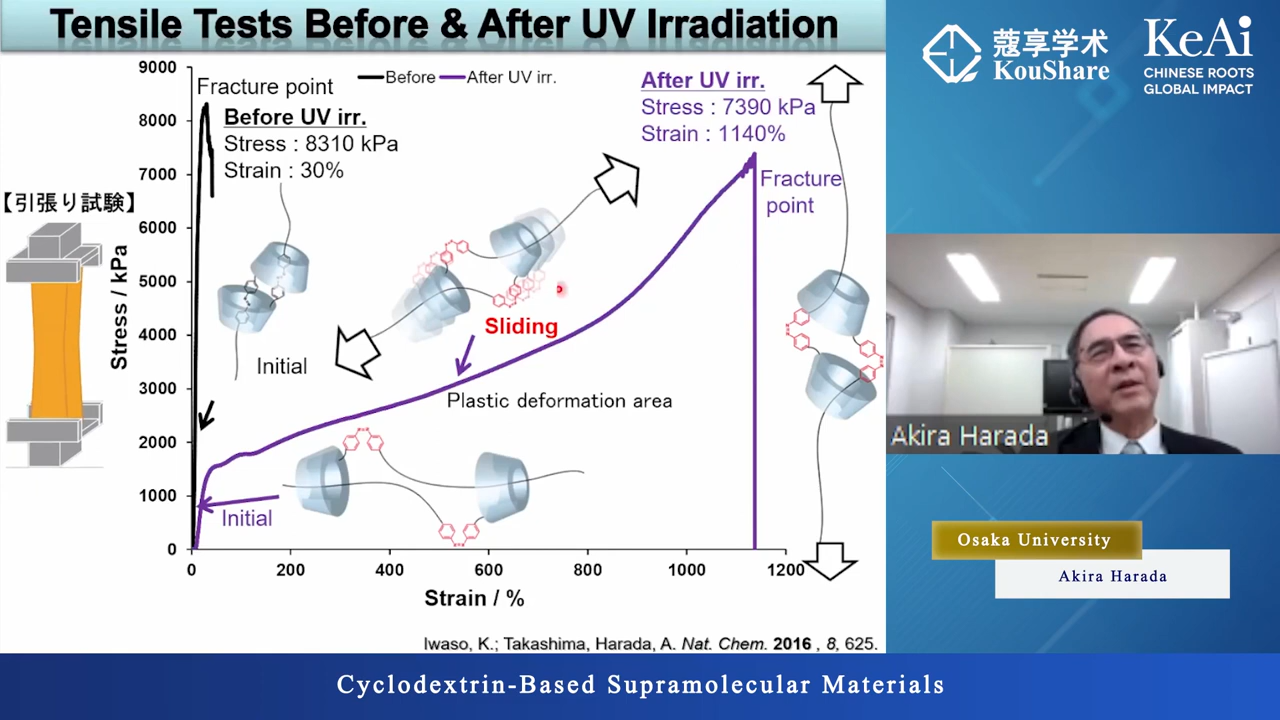 Tensile Tests Before & After UV Irradiation
9000
8000
7000
6000
5000
4000
3000
2000
1000
0
Stress / kPa
0
200
400
600
800
1000
1200
Strain / %
Before
After UV irr.
Fracture point
Before UV irr.
Stress : 8310 kPa
Strain : 30%
After UV irr.
Stress : 7390 kPa
Strain : 1140%
Fracture
point
【引張り試験】
Initial
Sliding
Plastic deformation area
Initial
Iwaso, K.; Takashima, Harada, A. Nat. Chem. 2016 , 8, 625.
蔻享学术
KouShare
KeAi
CHINESE ROOTS
GLOBAL IMPACT
Akira Harada
Osaka University
Akira Harada
Cyclodextrin-Based Supramolecular Materials